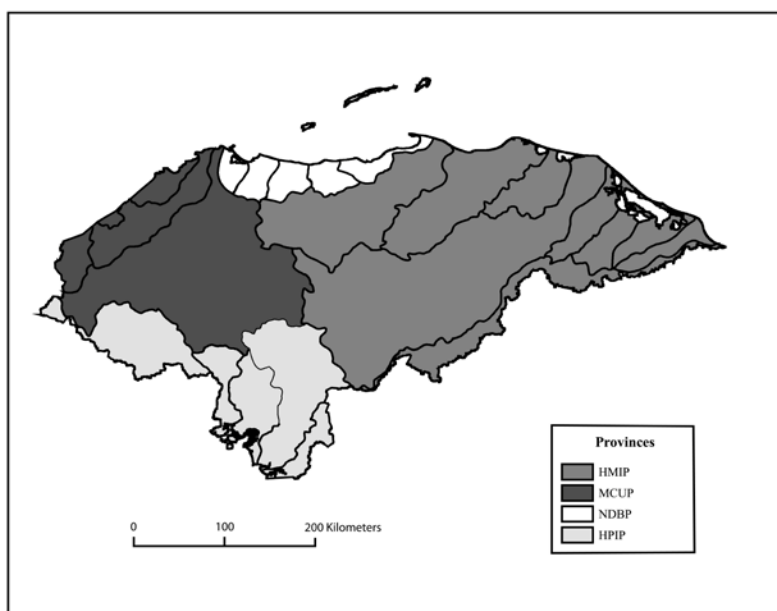 Provinces
HMIP
MCUP
NDBP
HPIP
0 100 200 Kilometers